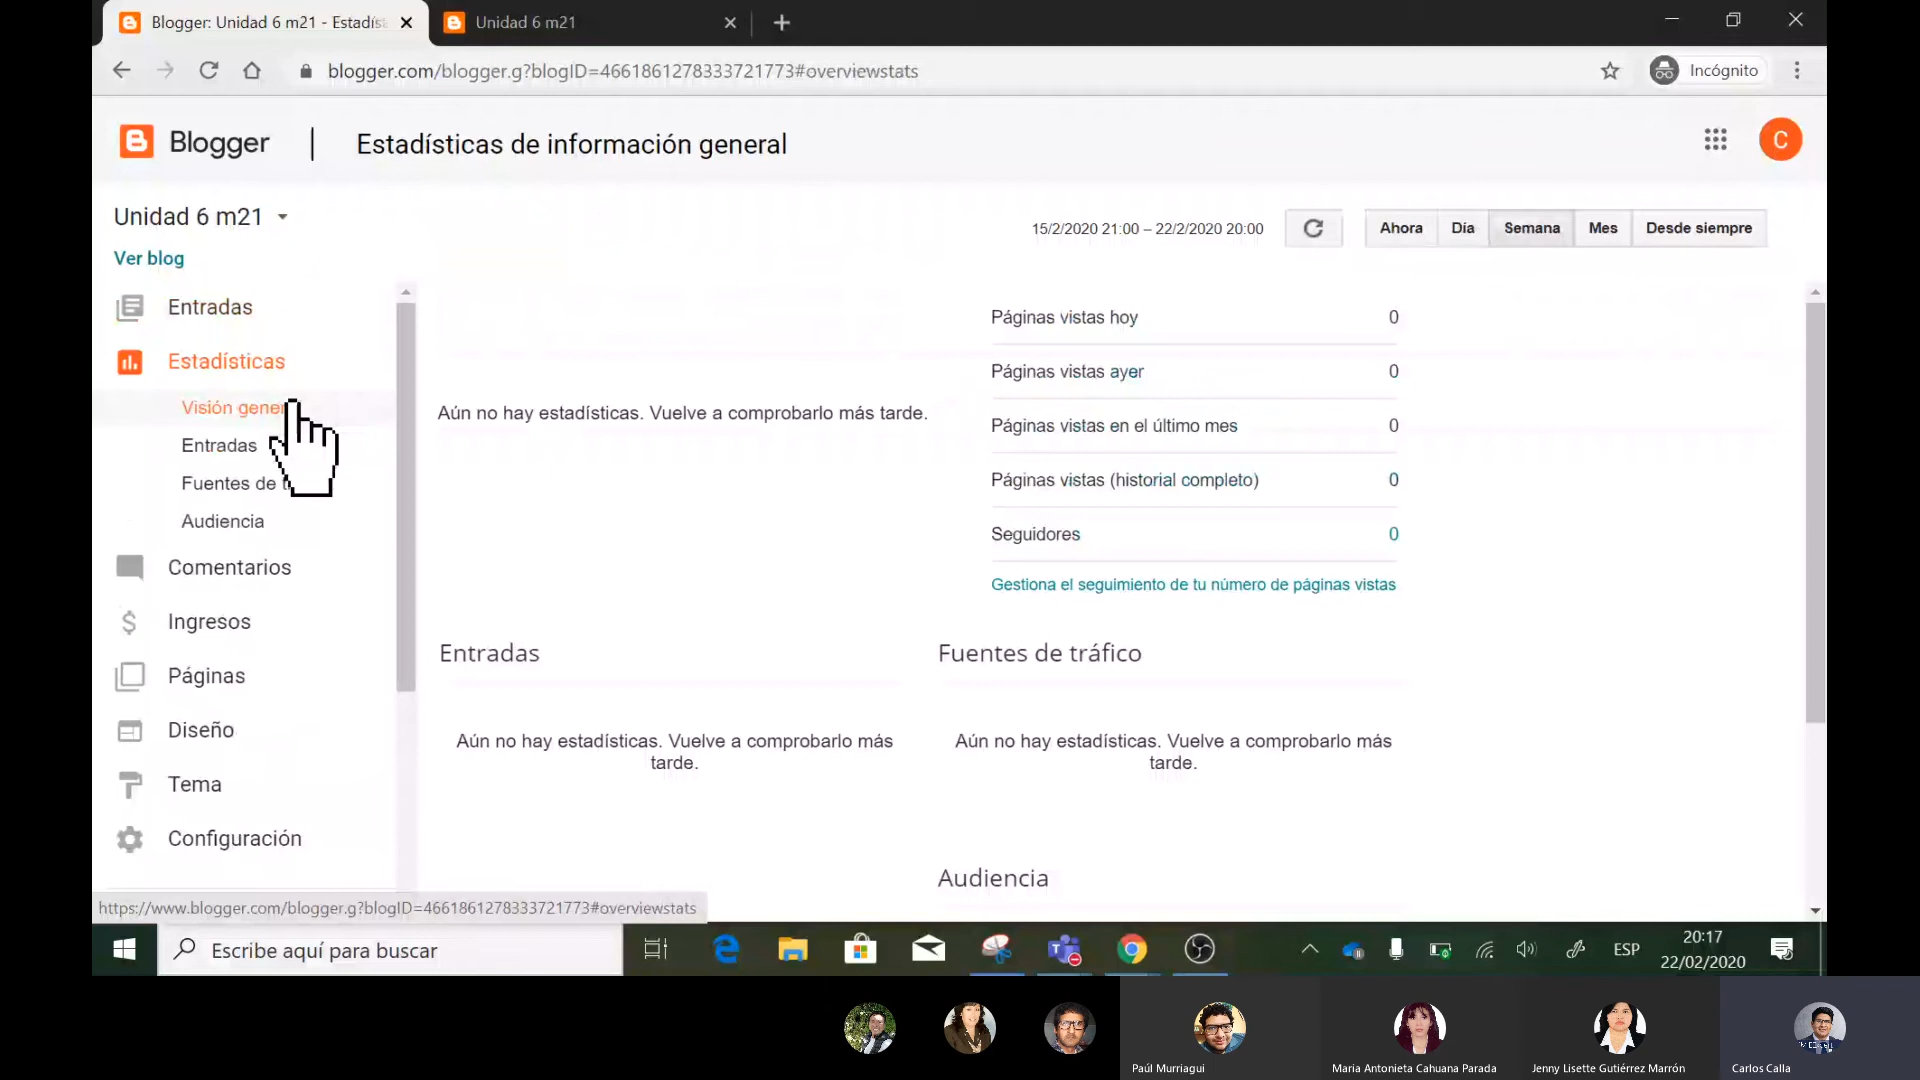 Blogger: Unidad 6 m21 - Estadís
Unidad 6 m21
blogger.com/blogger.g?blogID=4661861278333721773#overviewstats
Incógnito
Blogger
Estadísticas de información general
C
Unidad 6 m21
Ver blog
15/2/2020 21:00 – 22/2/2020 20:00
Ahora
Día
Semana
Mes
Desde siempre
Entradas
Estadísticas
Visión gener
Entradas
Fuentes de t
Audiencia
Comentarios
Ingresos
Páginas
Diseño
Tema
Configuración
Aún no hay estadísticas. Vuelve a comprobarlo más tarde.
Páginas vistas hoy 0
Páginas vistas ayer 0
Páginas vistas en el último mes 0
Páginas vistas (historial completo) 0
Seguidores 0
Gestiona el seguimiento de tu número de páginas vistas
Entradas
Aún no hay estadísticas. Vuelve a comprobarlo más
tarde.
Fuentes de tráfico
Aún no hay estadísticas. Vuelve a comprobarlo más
tarde.
Audiencia
https://www.blogger.com/blogger.g?blogID=4661861278333721773#overviewstats
Escribe aquí para buscar
ESP
20:17
22/02/2020
Paúl Murriagui
Maria Antonieta Cahuana Parada
Jenny Lisette Gutiérrez Marrón
Carlos Calla